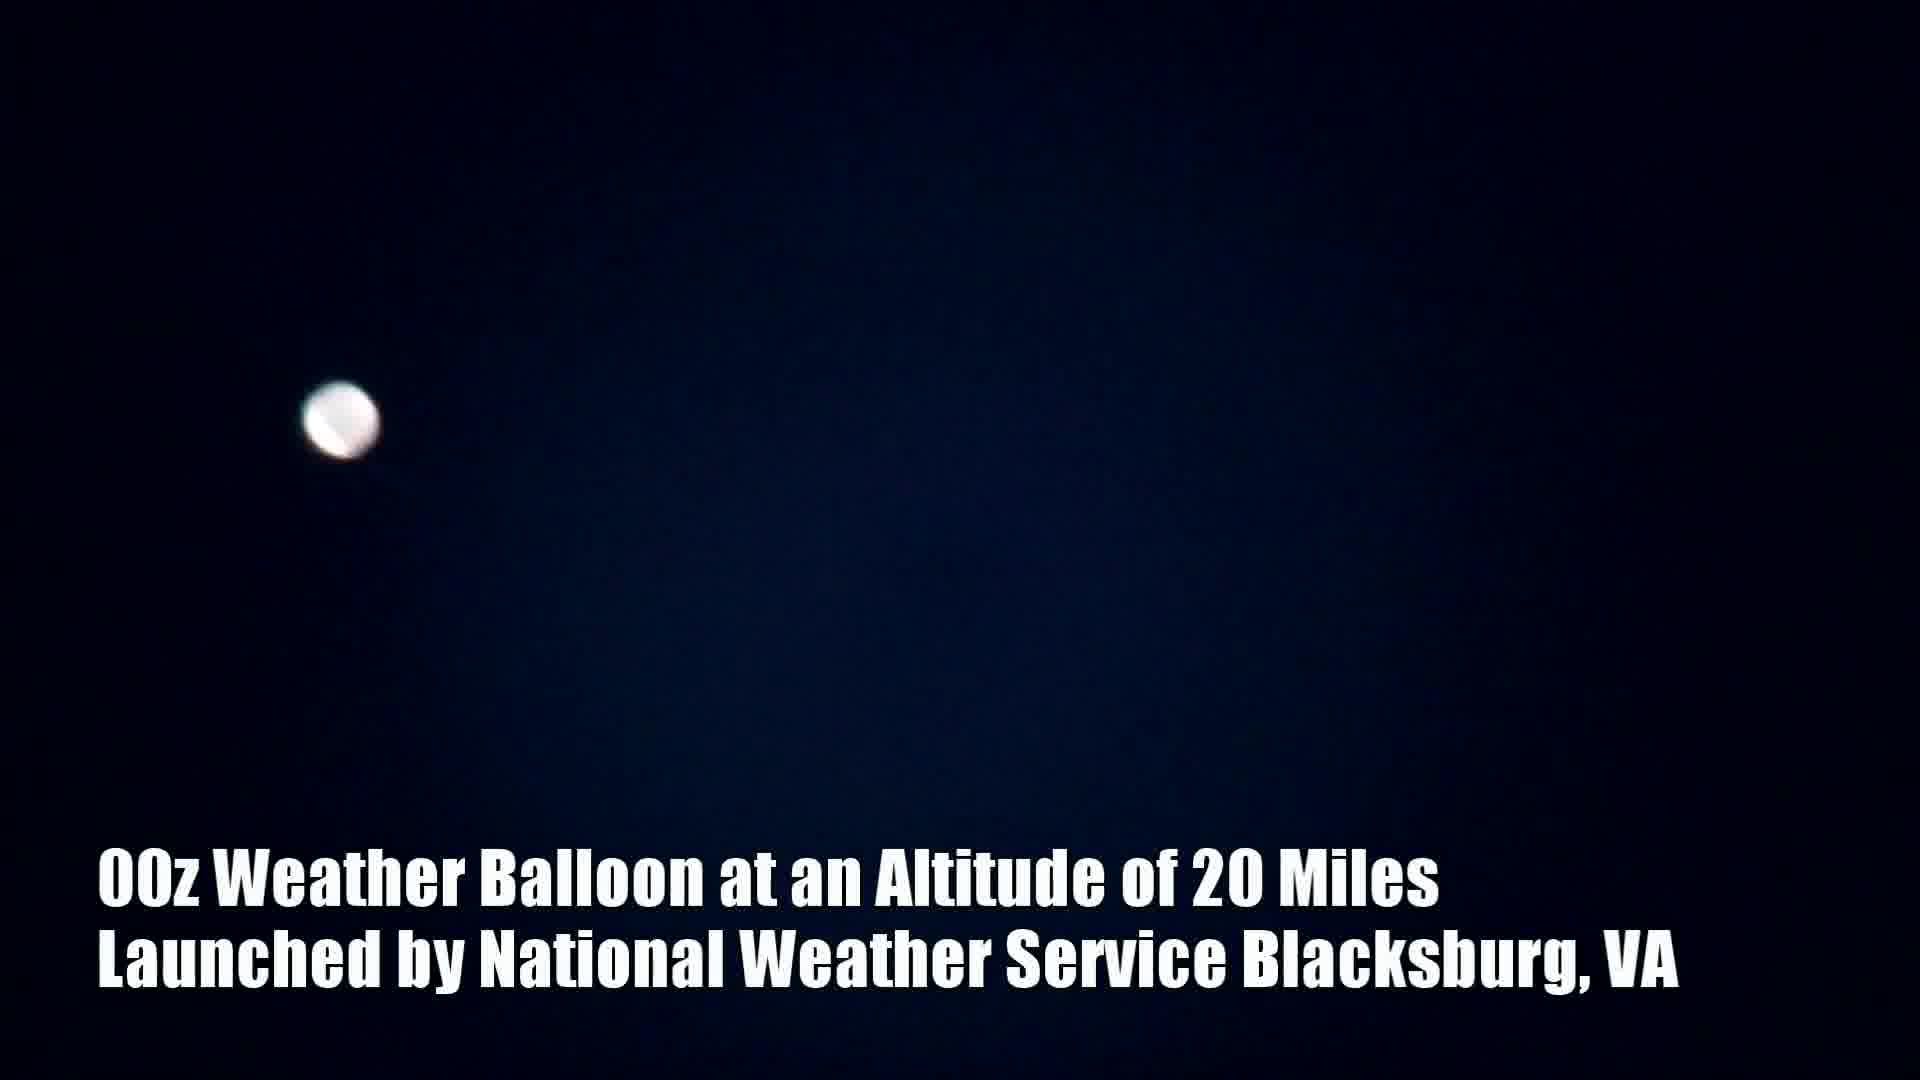 00z Weather Balloon at an Altitude of 20 Miles
Launched by National Weather Service Blacksburg, VA